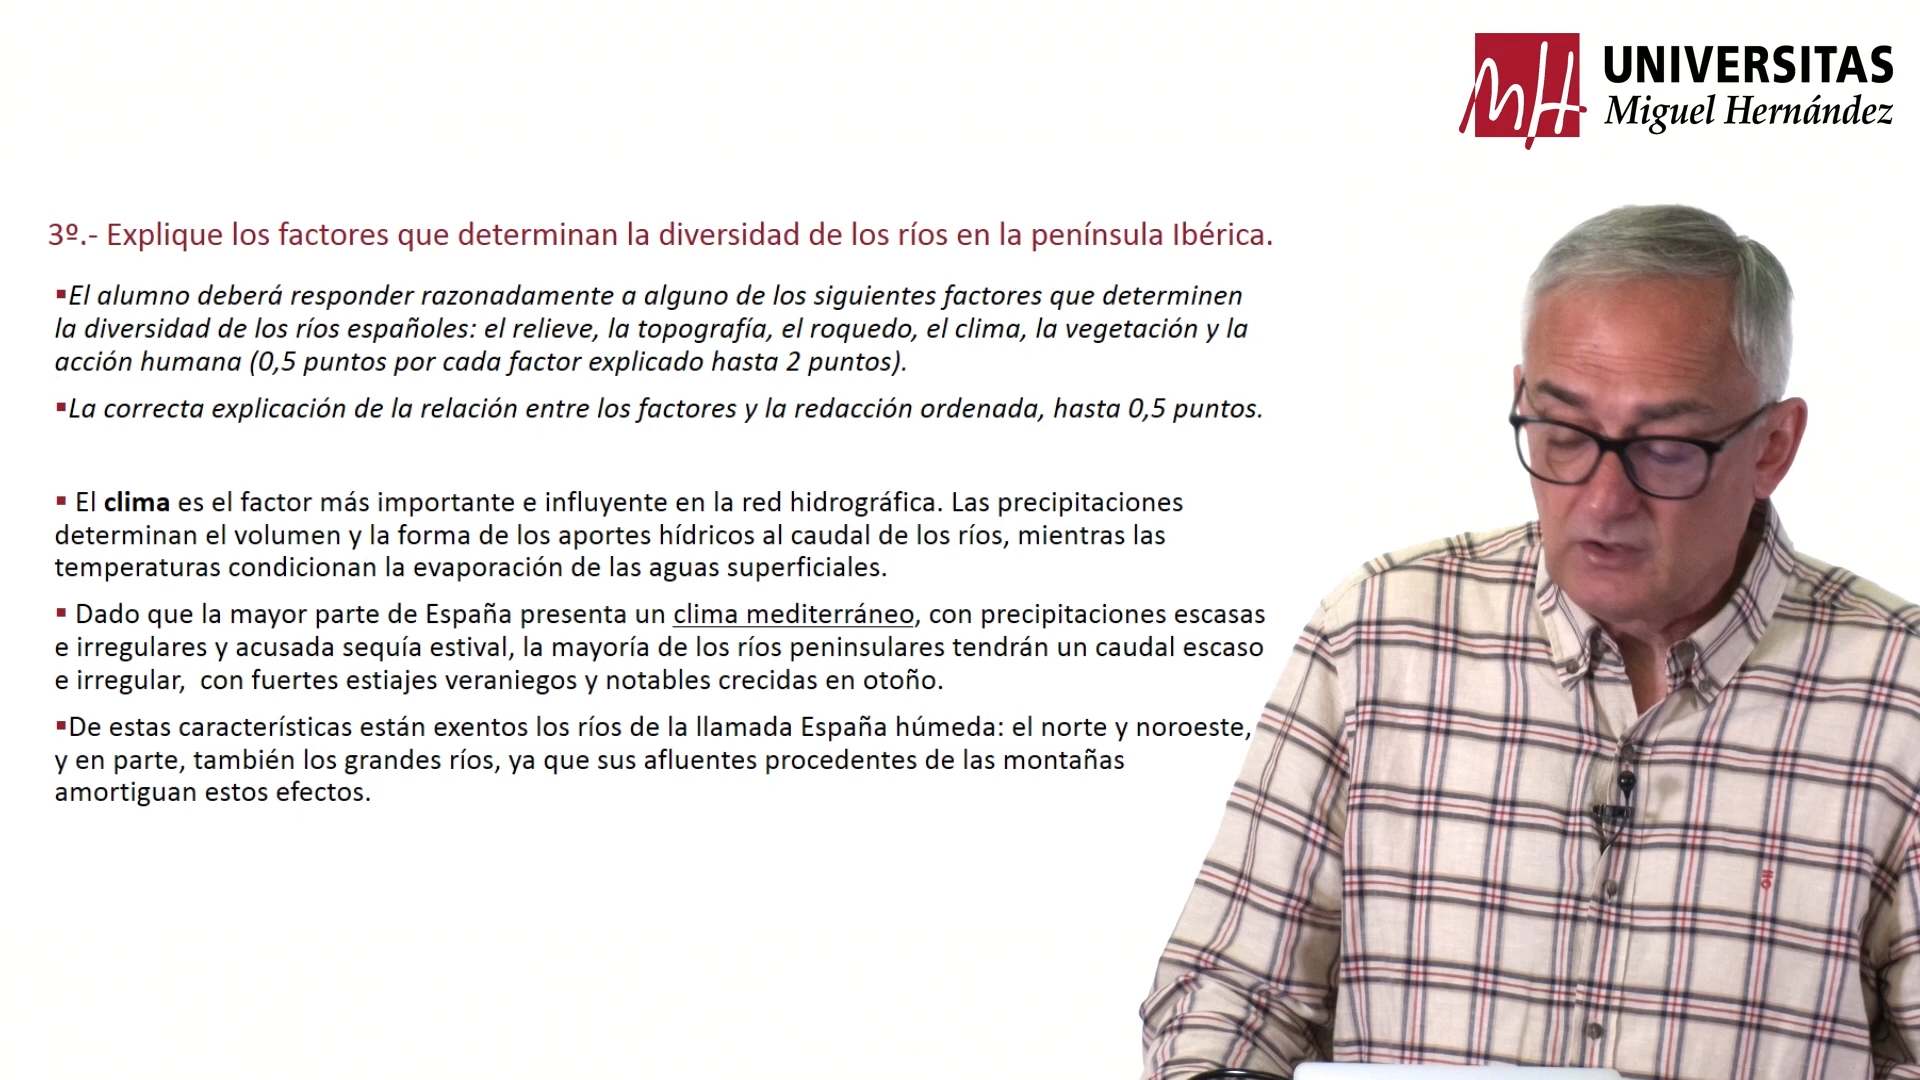 UNIVERSITAS
Miguel Hernández
3º.- Explique los factores que determinan la diversidad de los ríos en la península Ibérica.
▪El alumno deberá responder razonadamente a alguno de los siguientes factores que determinen
la diversidad de los ríos españoles: el relieve, la topografía, el roquedo, el clima, la vegetación y la
acción humana (0,5 puntos por cada factor explicado hasta 2 puntos).
▪La correcta explicación de la relación entre los factores y la redacción ordenada, hasta 0,5 puntos.
▪ El clima es el factor más importante e influyente en la red hidrográfica. Las precipitaciones
determinan el volumen y la forma de los aportes hídricos al caudal de los ríos, mientras las
temperaturas condicionan la evaporación de las aguas superficiales.
▪ Dado que la mayor parte de España presenta un clima mediterráneo, con precipitaciones escasas
e irregulares y acusada sequía estival, la mayoría de los ríos peninsulares tendrán un caudal escaso
e irregular,  con fuertes estiajes veraniegos y notables crecidas en otoño.
▪De estas características están exentos los ríos de la llamada España húmeda: el norte y noroeste,
y en parte, también los grandes ríos, ya que sus afluentes procedentes de las montañas
amortiguan estos efectos.